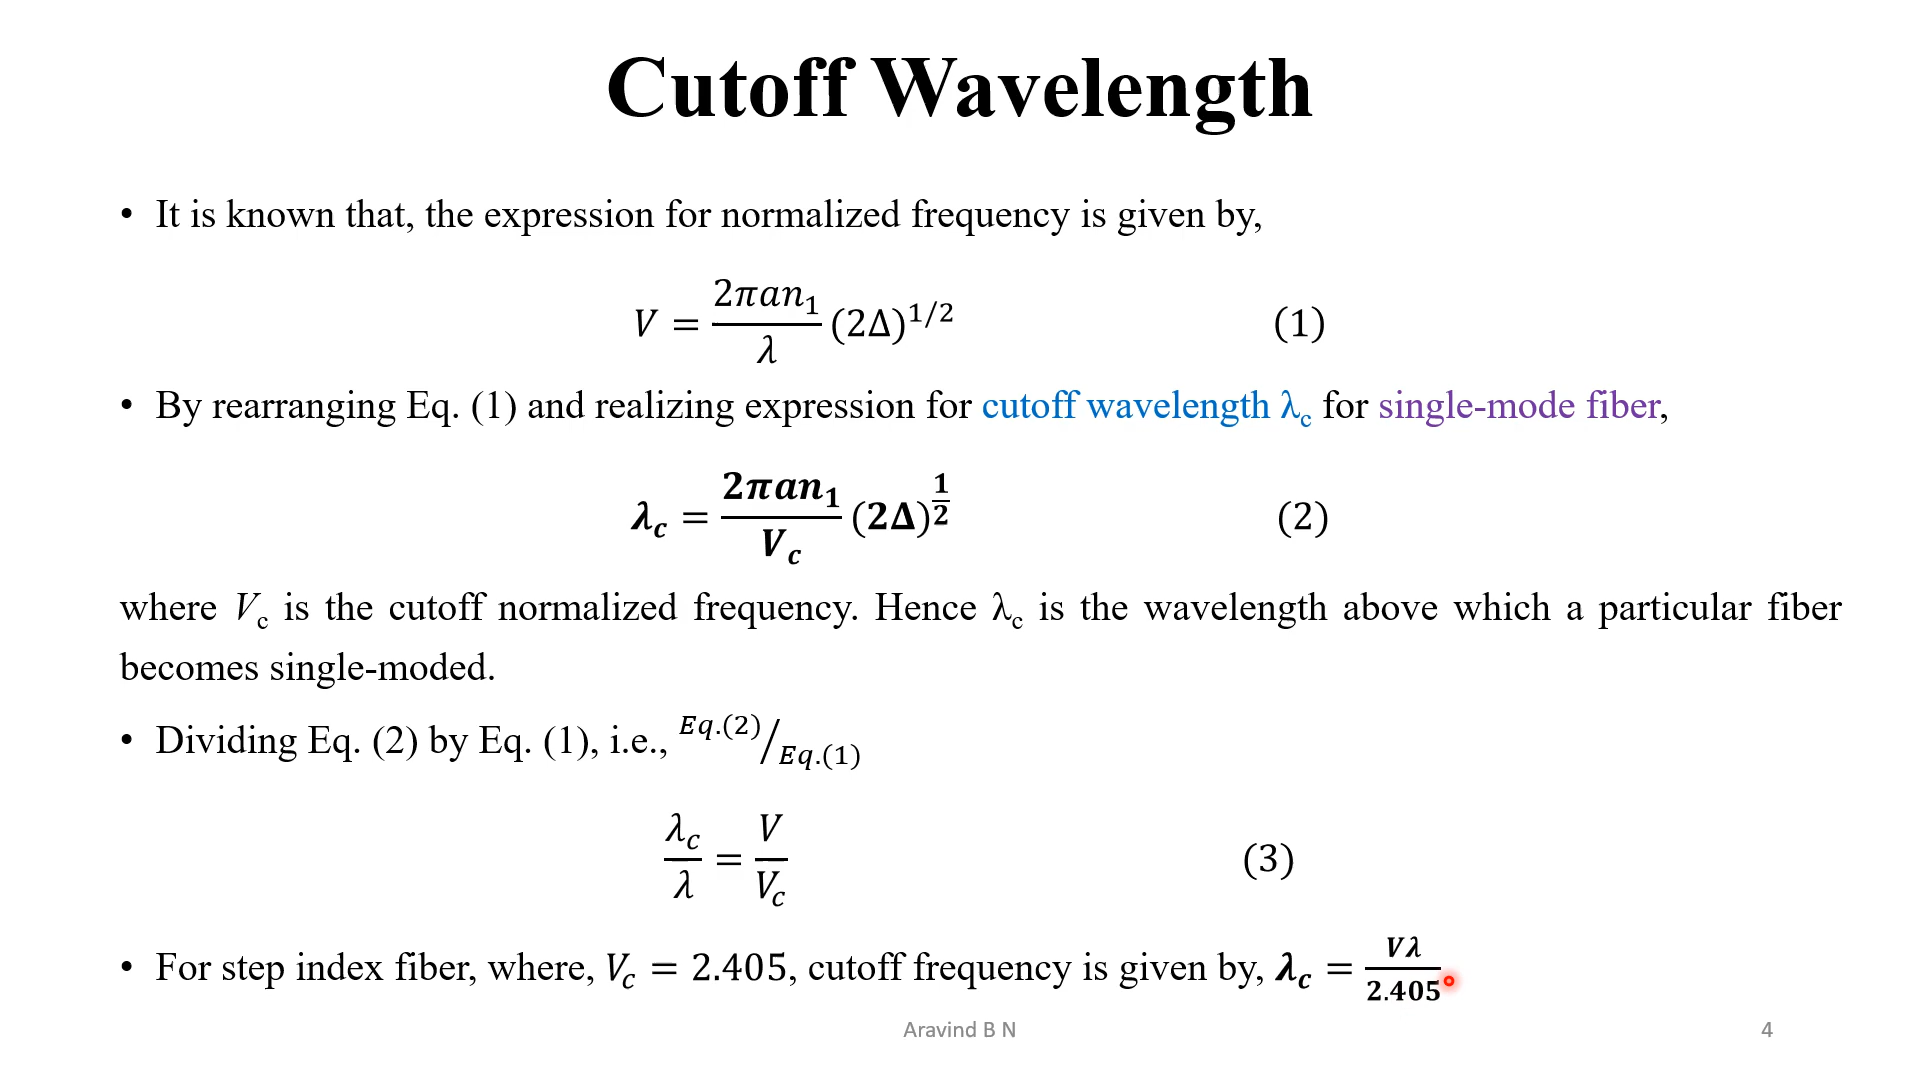 Cutoff Wavelength
• It is known that, the expression for normalized frequency is given by,
V = 2πan₁/λ (2Δ)^1/2 (1)
• By rearranging Eq. (1) and realizing expression for cutoff wavelength λc for single-mode fiber,
λc = 2πan₁/Vc (2Δ)^1/2 (2)
where Vc is the cutoff normalized frequency. Hence λc is the wavelength above which a particular fiber
becomes single-moded.
• Dividing Eq. (2) by Eq. (1), i.e., Eq.(2)/Eq.(1)
λc/λ = V/Vc (3)
• For step index fiber, where, Vc = 2.405, cutoff frequency is given by, λc = Vλ/2.405
Aravind B N 4